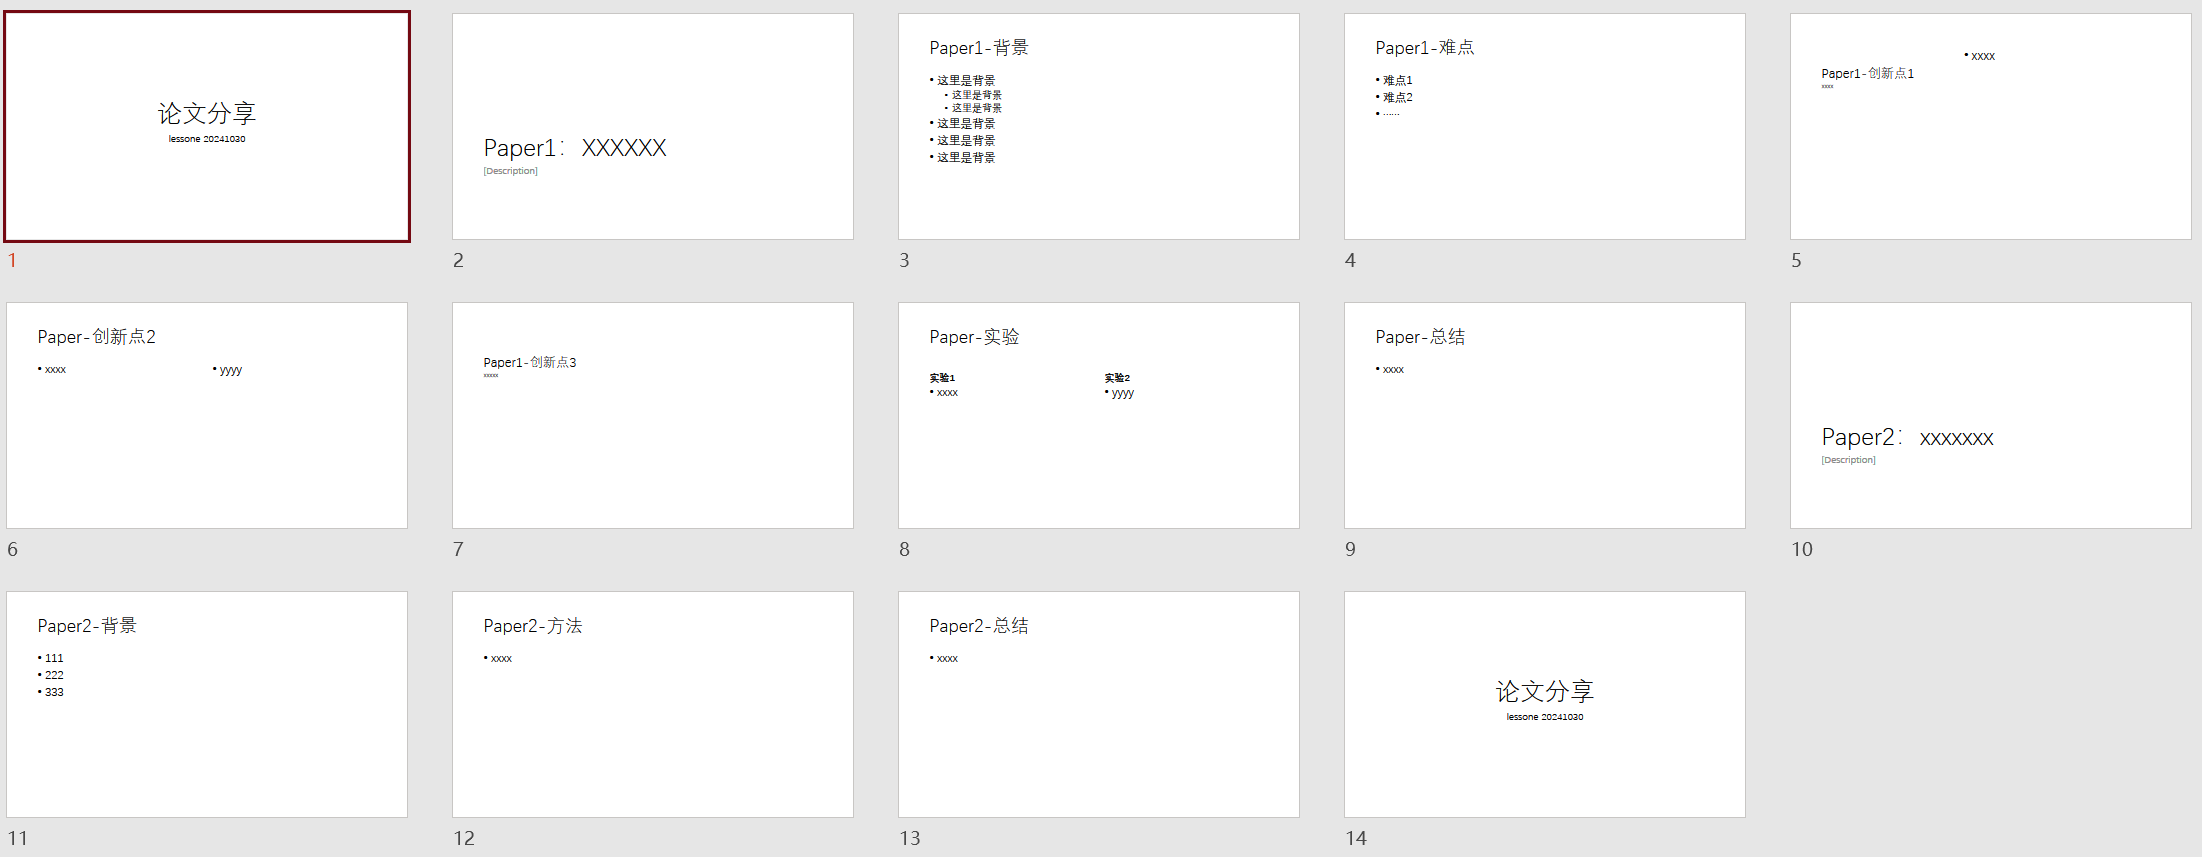 论文分享
lessone 20241030
1
Paper1：XXXXXX
[Description]
2
Paper1-背景
• 这里是背景
• 这里是背景
• 这里是背景
• 这里是背景
• 这里是背景
• 这里是背景
3
Paper1-难点
• 难点1
• 难点2
• ……
4
• xxxx
Paper1-创新点1
xxxx
5
Paper-创新点2
• xxxx
• yyyy
6
Paper1-创新点3
xxxxx
7
Paper-实验
实验1
• xxxx
实验2
• yyyy
8
Paper-总结
• xxxx
9
Paper2：xxxxxxx
[Description]
10
Paper2-背景
• 111
• 222
• 333
11
Paper2-方法
• xxxx
12
Paper2-总结
• xxxx
13
论文分享
lessone 20241030
14